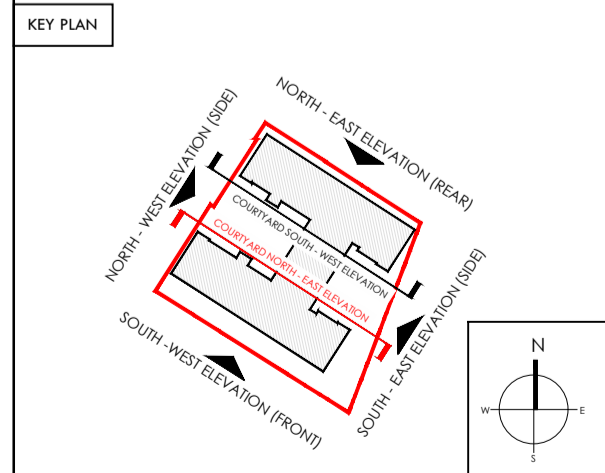 KEY PLAN
NORTH - EAST ELEVATION (REAR)
NORTH - WEST ELEVATION (SIDE)
COURTYARD SOUTH - WEST ELEVATION
COURTYARD NORTH - EAST ELEVATION
SOUTH - EAST ELEVATION (SIDE)
SOUTH -WEST ELEVATION (FRONT)
N
W
E
S